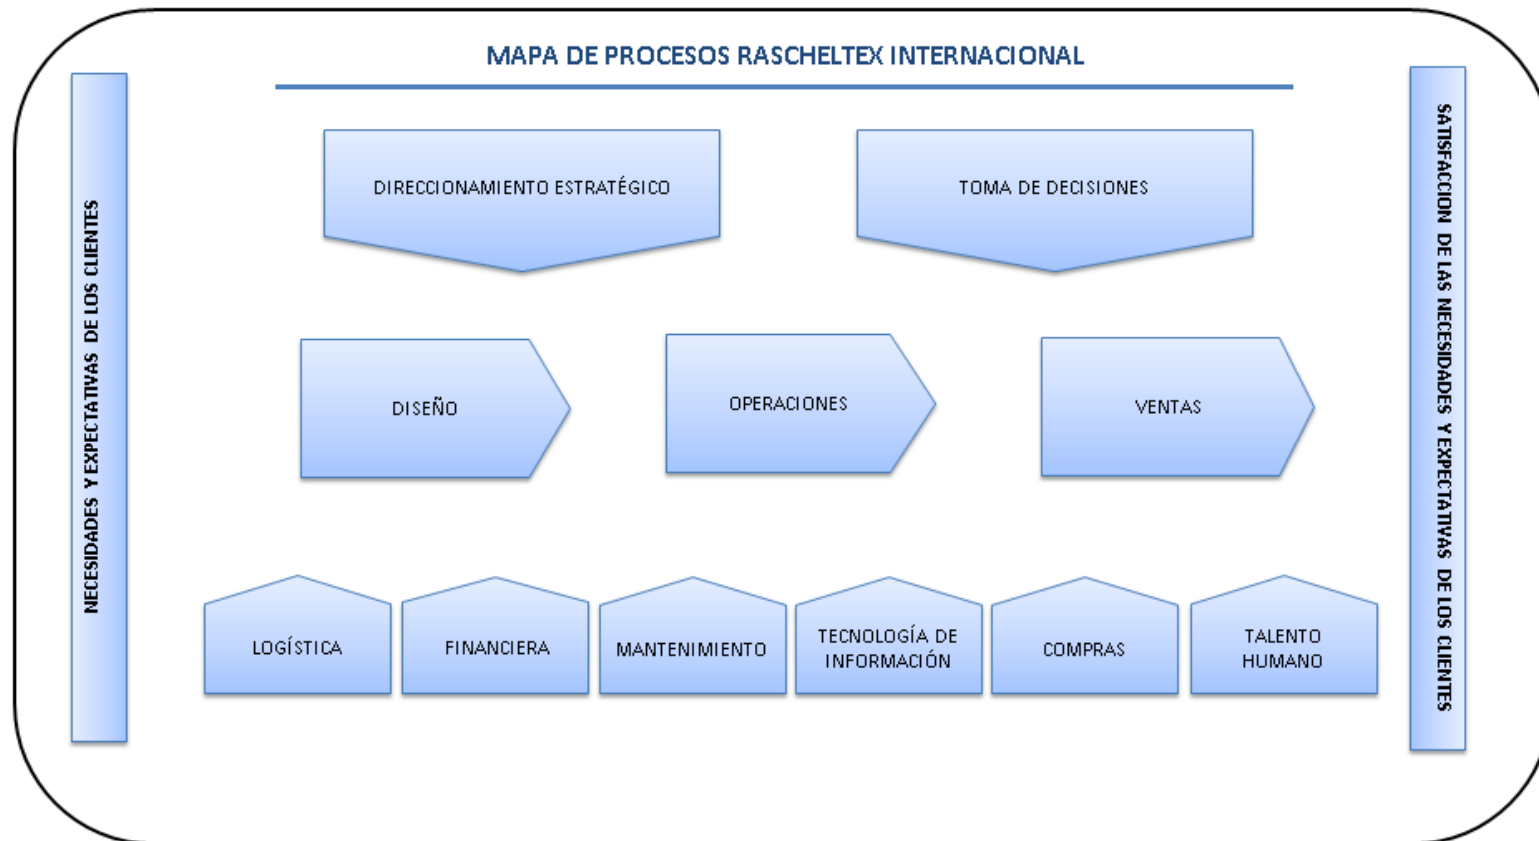 MAPA DE PROCESOS RASCHELTEX INTERNACIONAL
NECESIDADES Y EXPECTATIVAS DE LOS CLIENTES
DIRECCIONAMIENTO ESTRATÉGICO
TOMA DE DECISIONES
DISEÑO
OPERACIONES
VENTAS
LOGÍSTICA
FINANCIERA
MANTENIMIENTO
TECNOLOGÍA DE
INFORMACIÓN
COMPRAS
TALENTO
HUMANO
SATISFACCION DE LAS NECESIDADES Y EXPECTATIVAS DE LOS CLIENTES